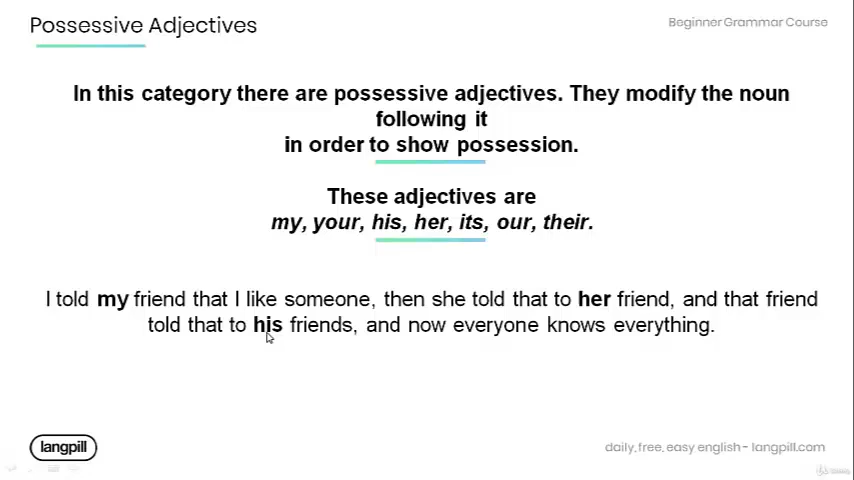 Possessive Adjectives
Beginner Grammar Course
In this category there are possessive adjectives. They modify the noun
following it
in order to show possession.
These adjectives are
my, your, his, her, its, our, their.
I told my friend that I like someone, then she told that to her friend, and that friend
told that to his friends, and now everyone knows everything.
langpill
daily, free, easy english - langpill.com